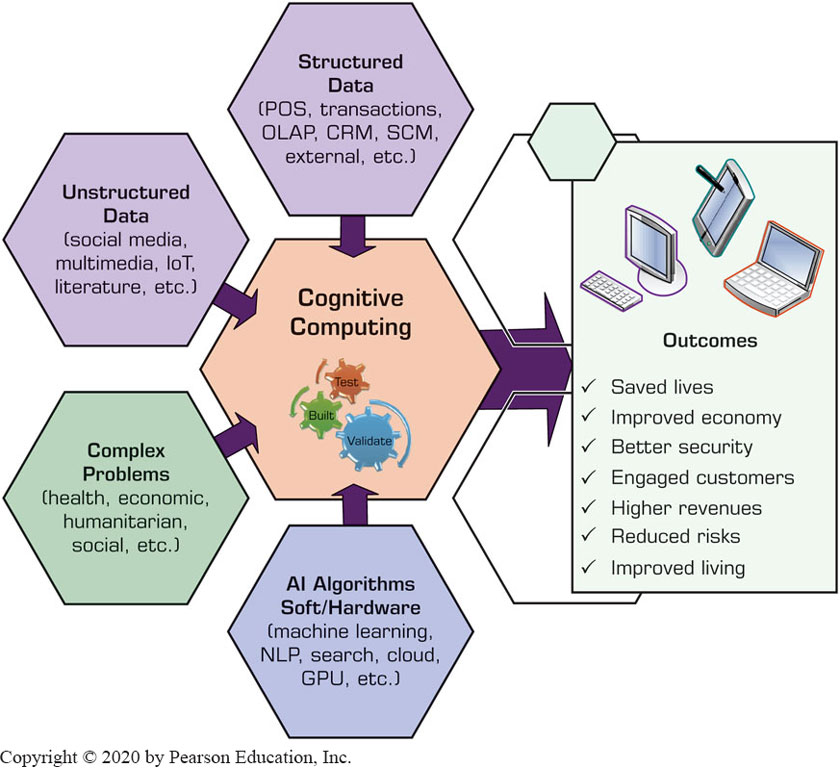 Structured
Data
(POS, transactions,
OLAP, CRM, SCM,
external, etc.)
Unstructured
Data
(social media,
multimedia, IoT,
literature, etc.)
Cognitive
Computing
Test
Built
Validate
Complex
Problems
(health, economic,
humanitarian,
social, etc.)
AI Algorithms
Soft/Hardware
(machine learning,
NLP, search, cloud,
GPU, etc.)
Outcomes
✓ Saved lives
✓ Improved economy
✓ Better security
✓ Engaged customers
✓ Higher revenues
✓ Reduced risks
✓ Improved living
Copyright © 2020 by Pearson Education, Inc.